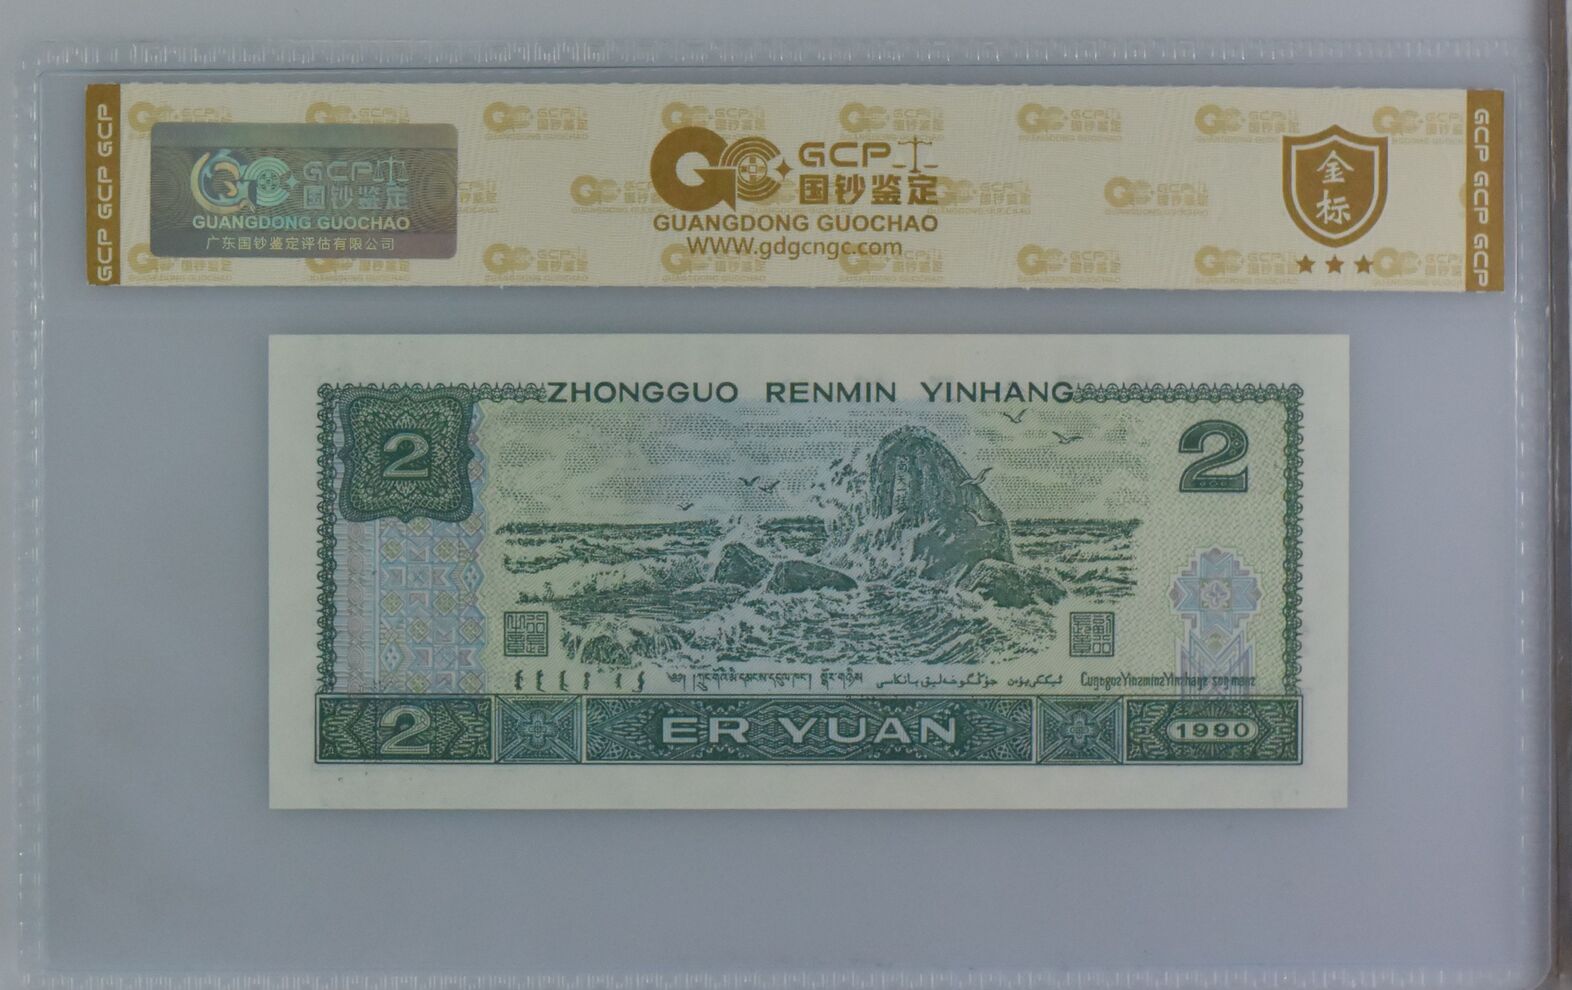 GCP 国钞鉴定
GUANGDONG GUOCHAO
广东国钞鉴定评估有限公司
GCP
国钞鉴定
GUANGDONG GUOCHAO
WWW.gdgcngc.com
金标
GCP GCP GCP
GCP GCP GCP
ZHONGGUO RENMIN YINHANG
2
2
2 ER YUAN 1990